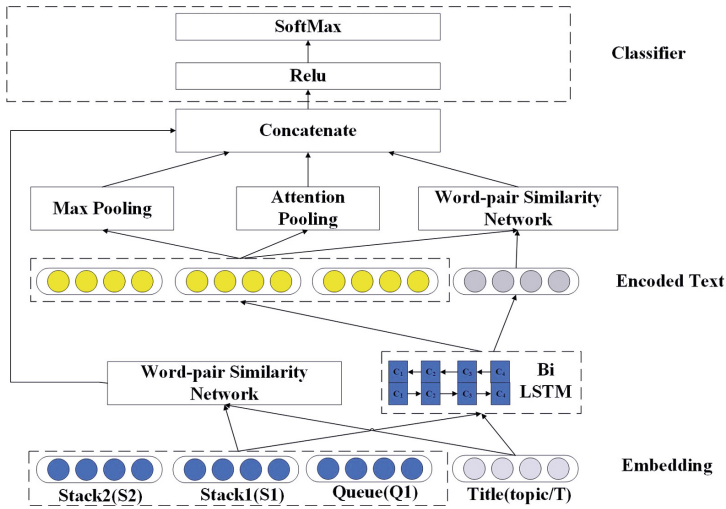 SoftMax
Classifier
Relu
Concatenate
Max Pooling
Attention
Pooling
Word-pair Similarity
Network
Encoded Text
Word-pair Similarity
Network
C1 C2 C3 C4
C1 C2 C3 C4
Bi
LSTM
Embedding
Stack2(S2)
Stack1(S1)
Queue(Q1)
Title(topic/T)